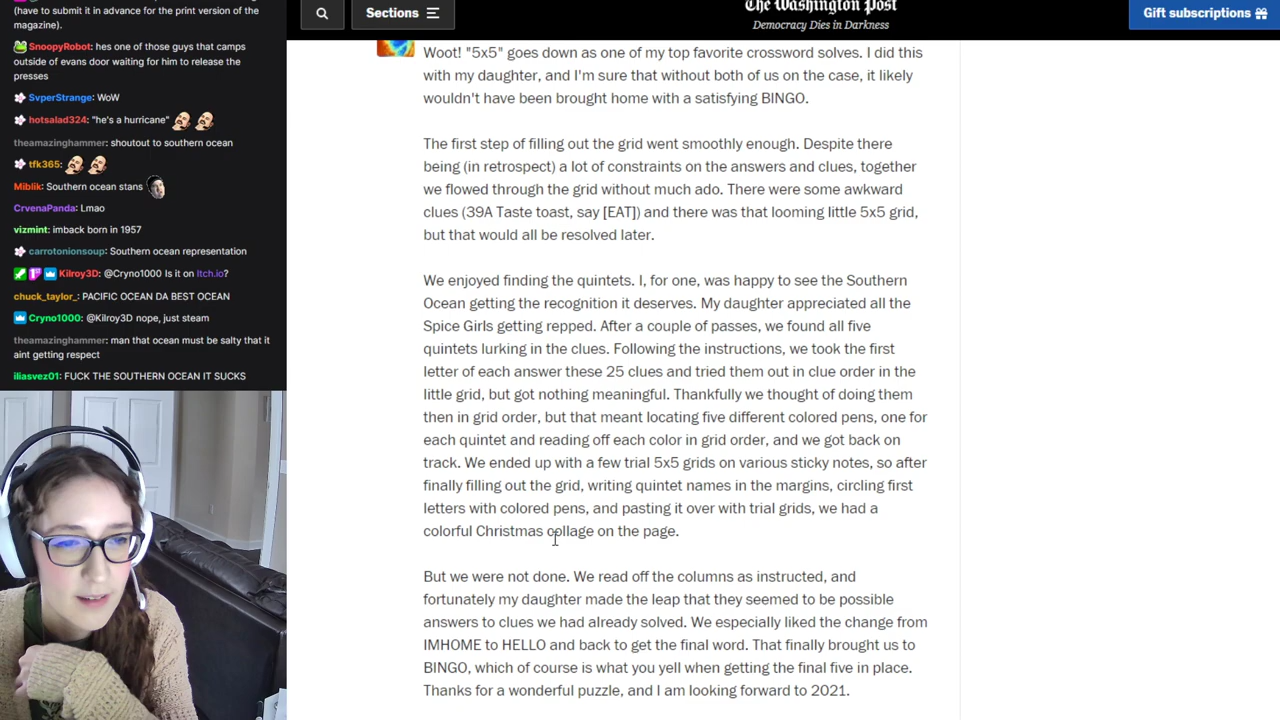 (have to submit it in advance for the print version of the
magazine).
SnoopyRobot: hes one of those guys that camps
outside of evans door waiting for him to release the
presses
SvperStrange: WoW
hotsalad324: "he's a hurricane"
theamazinghammer: shoutout to southern ocean
tfk365:
Miblik: Southern ocean stans
CrvenaPanda: Lmao
vizmint: imback born in 1957
carrotonionsoup: Southern ocean representation
Kilroy3D: @Cryno1000 Is it on Itch.io?
chuck_taylor_: PACIFIC OCEAN DA BEST OCEAN
Cryno1000: @Kilroy3D nope, just steam
theamazinghammer: man that ocean must be salty that it
aint getting respect
iliasvez01: FUCK THE SOUTHERN OCEAN IT SUCKS
Sections
The Washington Post
Democracy Dies in Darkness
Gift subscriptions
Woot! "5x5" goes down as one of my top favorite crossword solves. I did this
with my daughter, and I'm sure that without both of us on the case, it likely
wouldn't have been brought home with a satisfying BINGO.
The first step of filling out the grid went smoothly enough. Despite there
being (in retrospect) a lot of constraints on the answers and clues, together
we flowed through the grid without much ado. There were some awkward
clues (39A Taste toast, say [EAT]) and there was that looming little 5x5 grid,
but that would all be resolved later.
We enjoyed finding the quintets. I, for one, was happy to see the Southern
Ocean getting the recognition it deserves. My daughter appreciated all the
Spice Girls getting repped. After a couple of passes, we found all five
quintets lurking in the clues. Following the instructions, we took the first
letter of each answer these 25 clues and tried them out in clue order in the
little grid, but got nothing meaningful. Thankfully we thought of doing them
then in grid order, but that meant locating five different colored pens, one for
each quintet and reading off each color in grid order, and we got back on
track. We ended up with a few trial 5x5 grids on various sticky notes, so after
finally filling out the grid, writing quintet names in the margins, circling first
letters with colored pens, and pasting it over with trial grids, we had a
colorful Christmas collage on the page.
But we were not done. We read off the columns as instructed, and
fortunately my daughter made the leap that they seemed to be possible
answers to clues we had already solved. We especially liked the change from
IMHOME to HELLO and back to get the final word. That finally brought us to
BINGO, which of course is what you yell when getting the final five in place.
Thanks for a wonderful puzzle, and I am looking forward to 2021.